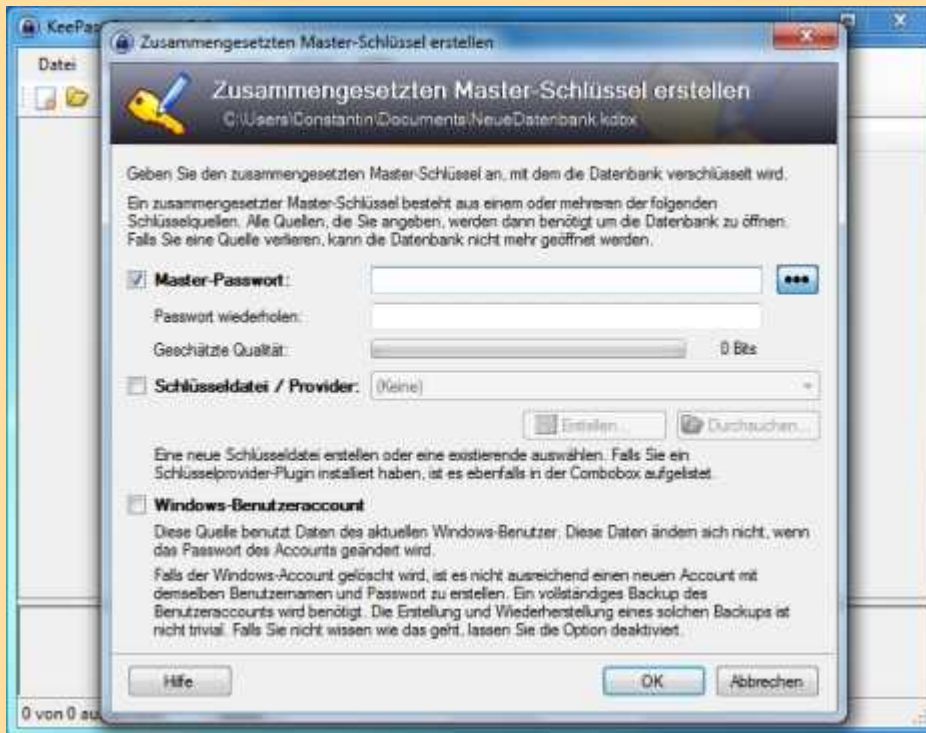 KeePass
Zusammengesetzten Master-Schlüssel erstellen
Datei
Zusammengesetzten Master-Schlüssel erstellen
C:\Users\Constantin\Documents\NeueDatenbank.kdbx
Geben Sie den zusammengesetzten Master-Schlüssel an, mit dem die Datenbank verschlüsselt wird.
Ein zusammengesetzter Master-Schlüssel besteht aus einem oder mehreren der folgenden
Schlüsselquellen. Alle Quellen, die Sie angeben, werden dann benötigt um die Datenbank zu öffnen.
Falls Sie eine Quelle verlieren, kann die Datenbank nicht mehr geöffnet werden.
Master-Passwort:
Passwort wiederholen:
Geschätzte Qualität:
0 Bits
Schlüsseldatei / Provider:
(Keine)
Erstellen...
Durchsuchen...
Eine neue Schlüsseldatei erstellen oder eine existierende auswählen. Falls Sie ein
Schlüsselprovider-Plugin installiert haben, ist es ebenfalls in der Combobox aufgelistet.
Windows-Benutzeraccount
Diese Quelle benutzt Daten des aktuellen Windows-Benutzer. Diese Daten ändern sich nicht, wenn
das Passwort des Accounts geändert wird.
Falls der Windows-Account gelöscht wird, ist es nicht ausreichend einen neuen Account mit
demselben Benutzernamen und Passwort zu erstellen. Ein vollständiges Backup des
Benutzeraccounts wird benötigt. Die Erstellung und Wiederherstellung eines solchen Backups ist
nicht trivial. Falls Sie nicht wissen wie das geht, lassen Sie die Option deaktiviert.
Hilfe
OK
Abbrechen
0 von 0